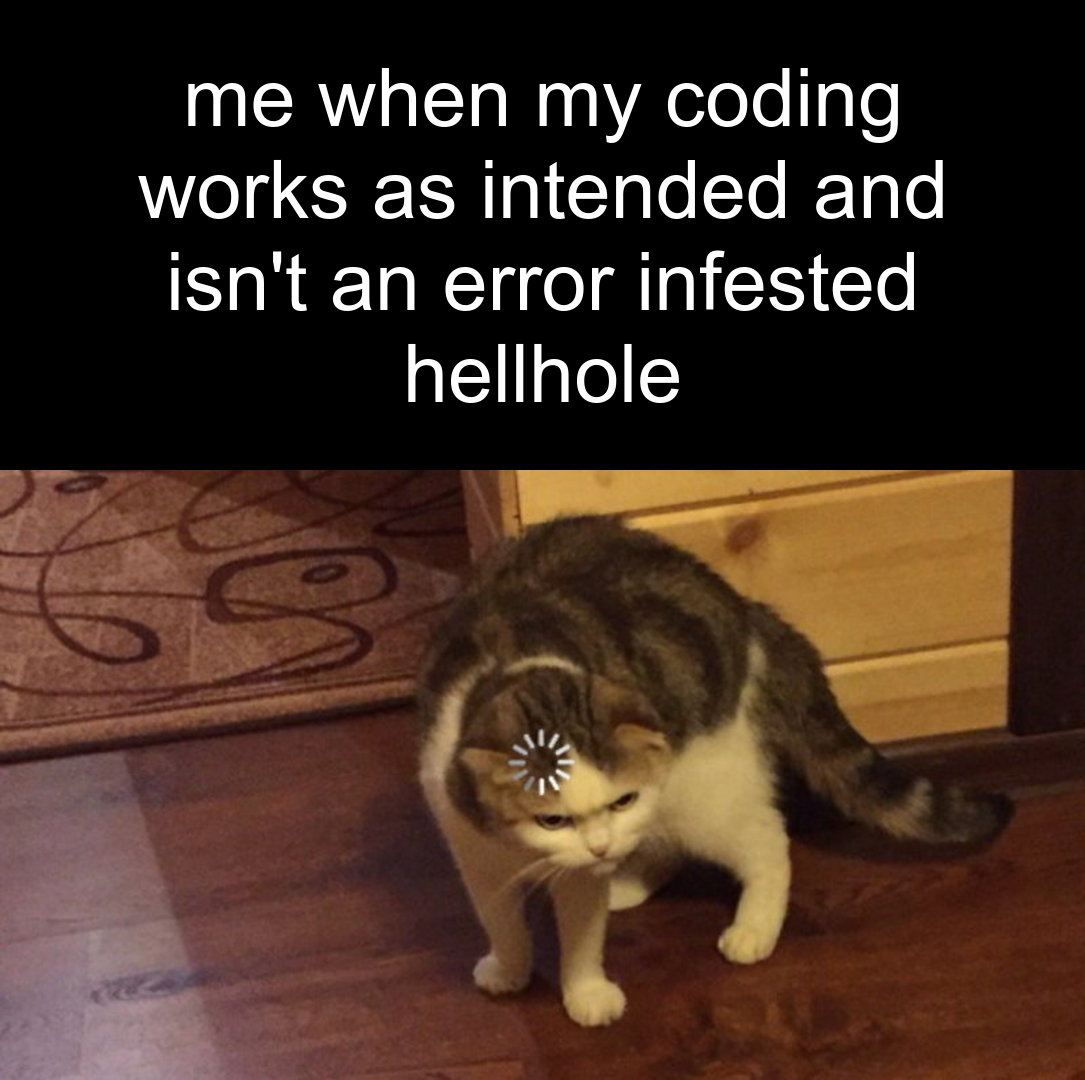 me when my coding
works as intended and
isn't an error infested
hellhole